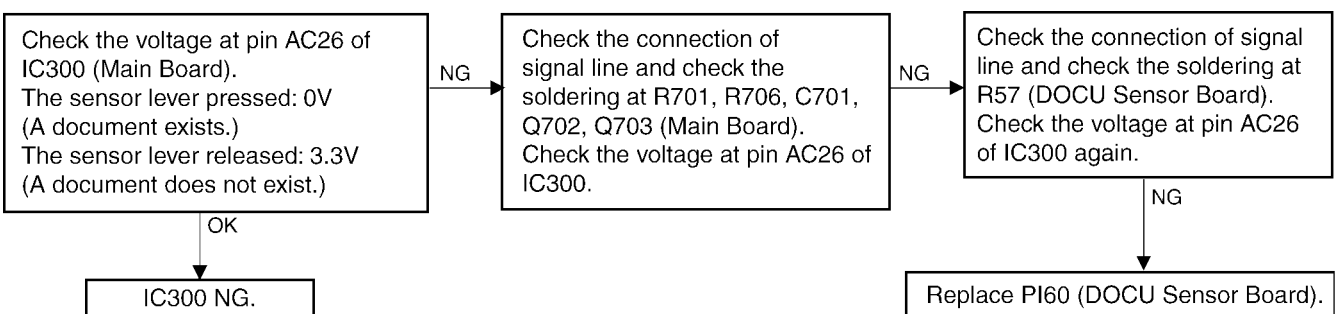 Check the voltage at pin AC26 of
IC300 (Main Board).
The sensor lever pressed: 0V
(A document exists.)
The sensor lever released: 3.3V
(A document does not exist.)
NG
Check the connection of
signal line and check the
soldering at R701, R706, C701,
Q702, Q703 (Main Board).
Check the voltage at pin AC26 of
IC300.
NG
Check the connection of signal
line and check the soldering at
R57 (DOCU Sensor Board).
Check the voltage at pin AC26
of IC300 again.
OK
NG
IC300 NG.
Replace PI60 (DOCU Sensor Board).